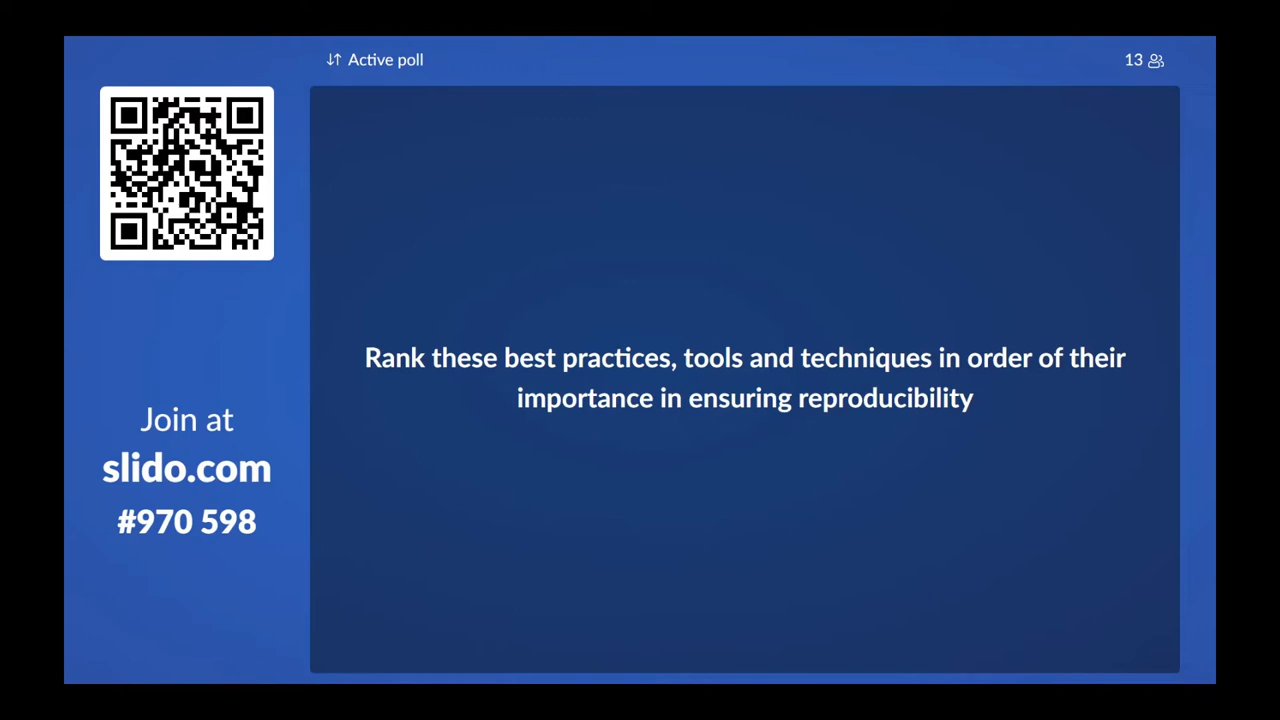 Active poll
13
Join at
slido.com
#970 598
Rank these best practices, tools and techniques in order of their
importance in ensuring reproducibility